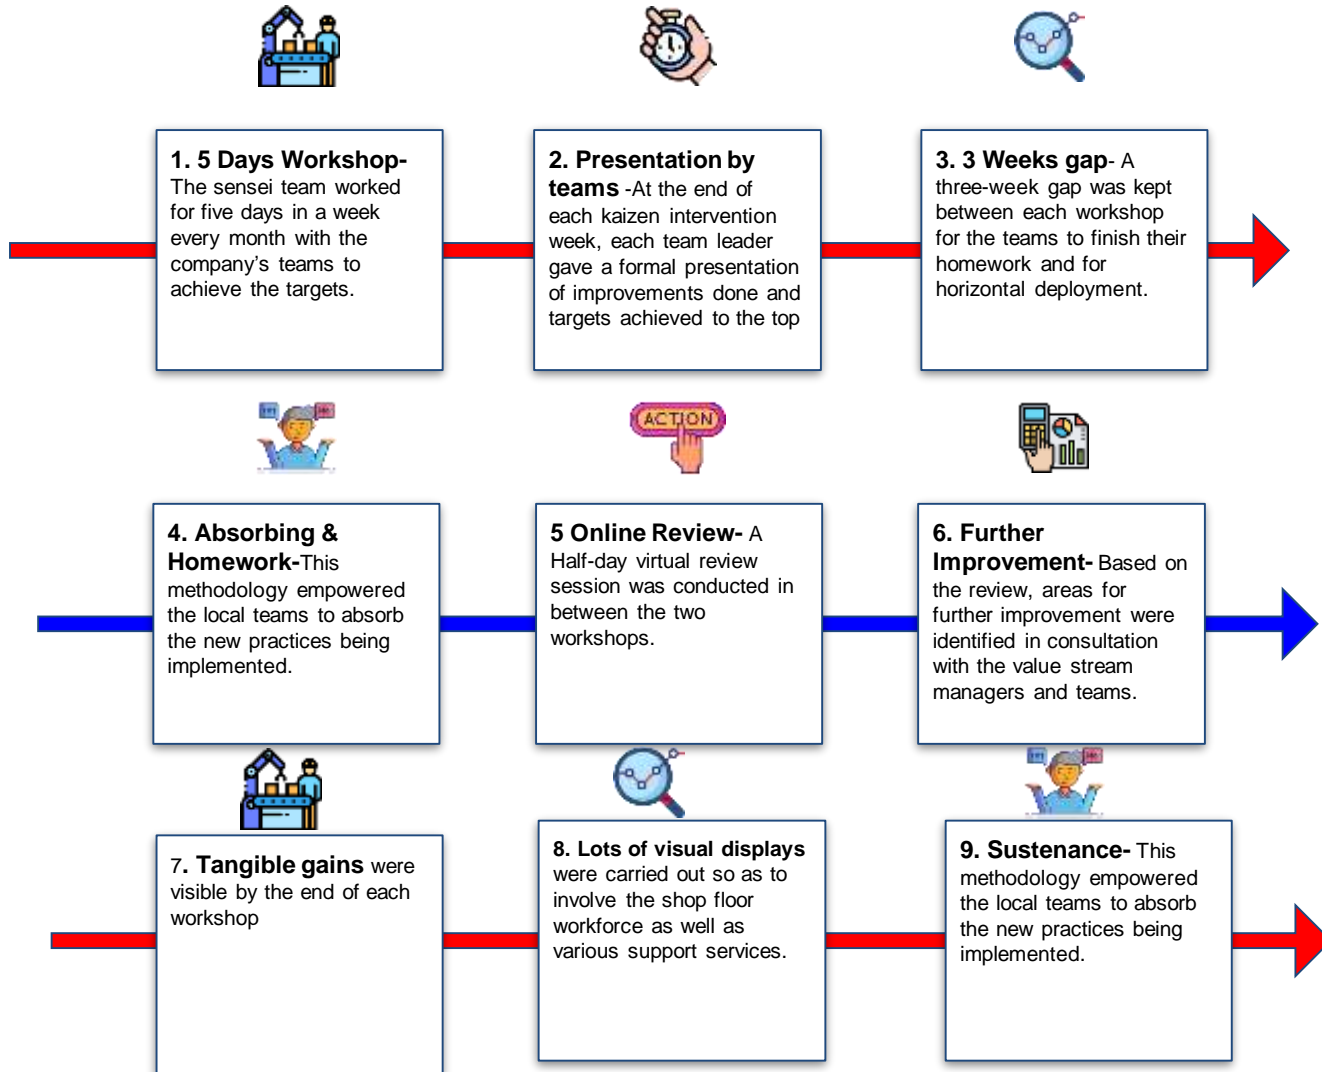 1. 5 Days Workshop-
The sensei team worked
for five days in a week
every month with the
company's teams to
achieve the targets.
2. Presentation by
teams -At the end of
each kaizen intervention
week, each team leader
gave a formal presentation
of improvements done and
targets achieved to the top
3. 3 Weeks gap- A
three-week gap was kept
between each workshop
for the teams to finish their
homework and for
horizontal deployment.
ACTION
4. Absorbing &
Homework-This
methodology empowered
the local teams to absorb
the new practices being
implemented.
5 Online Review- A
Half-day virtual review
session was conducted in
between the two
workshops.
6. Further
Improvement- Based on
the review, areas for
further improvement were
identified in consultation
with the value stream
managers and teams.
7. Tangible gains were
visible by the end of each
workshop
8. Lots of visual displays
were carried out so as to
involve the shop floor
workforce as well as
various support services.
9. Sustenance- This
methodology empowered
the local teams to absorb
the new practices being
implemented.